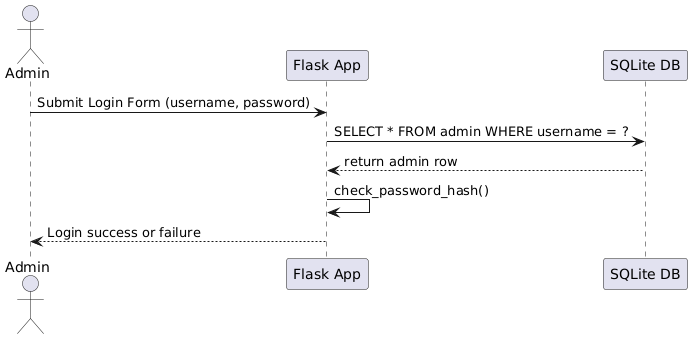 Admin
Flask App
SQLite DB
Submit Login Form (username, password)
SELECT * FROM admin WHERE username = ?
return admin row
check_password_hash()
Login success or failure
Admin
Flask App
SQLite DB